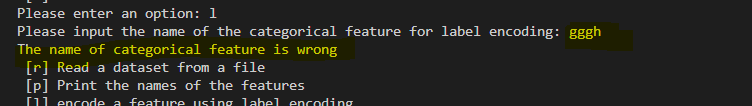 Please enter an option: l
Please input the name of the categorical feature for label encoding: gggh
The name of categorical feature is wrong
[r] Read a dataset from a file
[p] Print the names of the features
[l] encode a feature using label encoding